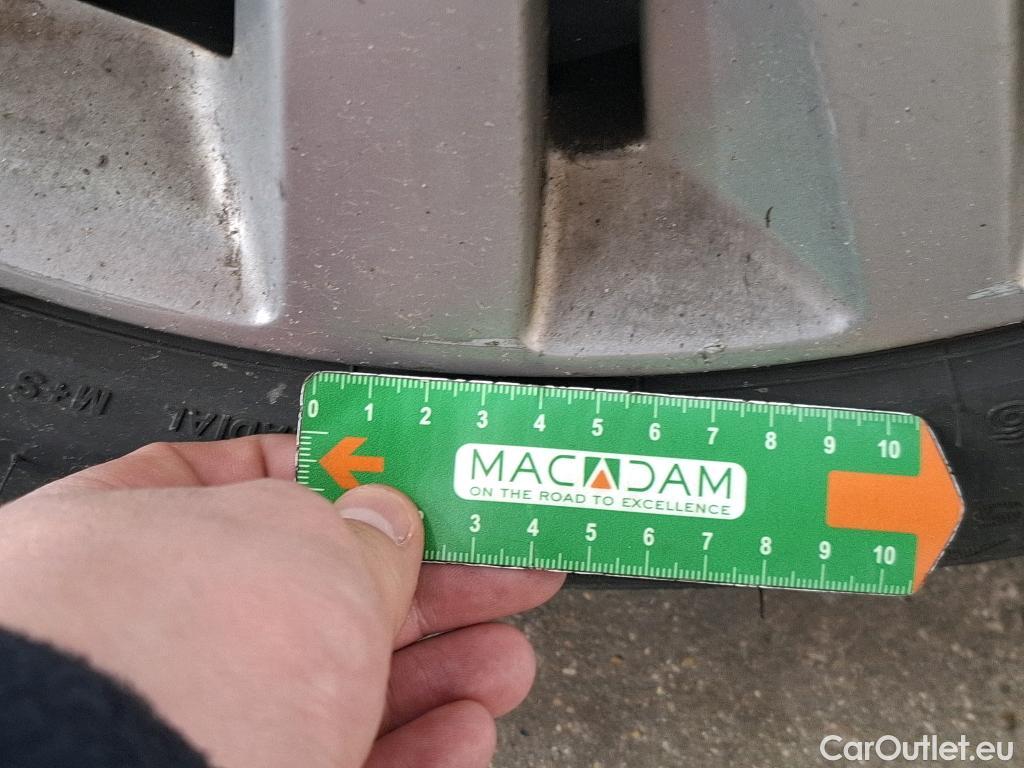 M+S
RADIAL
0 1 2 3 4 5 6 7 8 9 10
MACADAM
ON THE ROAD TO EXCELLENCE
3 4 5 6 7 8 9 10
CarOutlet.eu